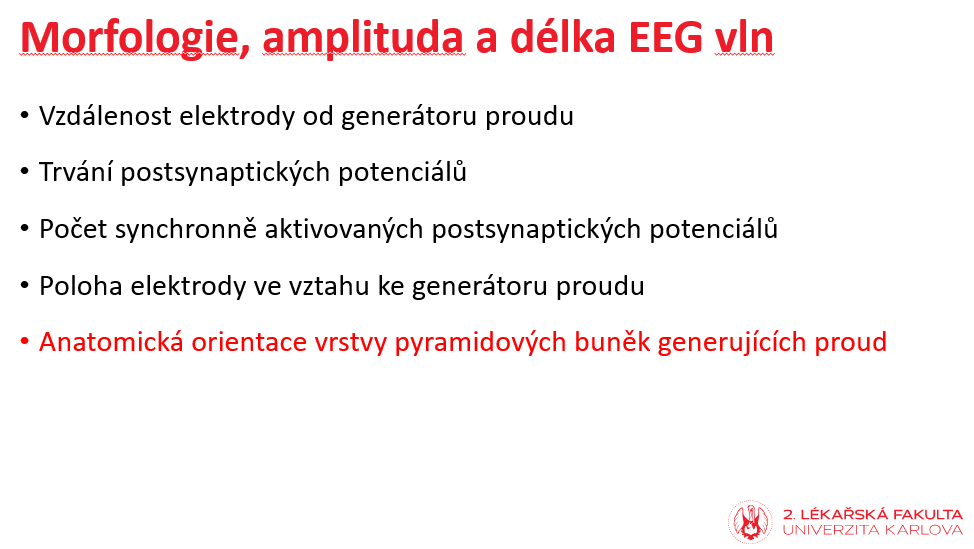 Morfologie, amplituda a délka EEG vln
• Vzdálenost elektrody od generátoru proudu
• Trvání postsynaptických potenciálů
• Počet synchronně aktivovaných postsynaptických potenciálů
• Poloha elektrody ve vztahu ke generátoru proudu
• Anatomická orientace vrstvy pyramidových buněk generujících proud
2. LÉKAŘSKÁ FAKULTA
UNIVERZITA KARLOVA